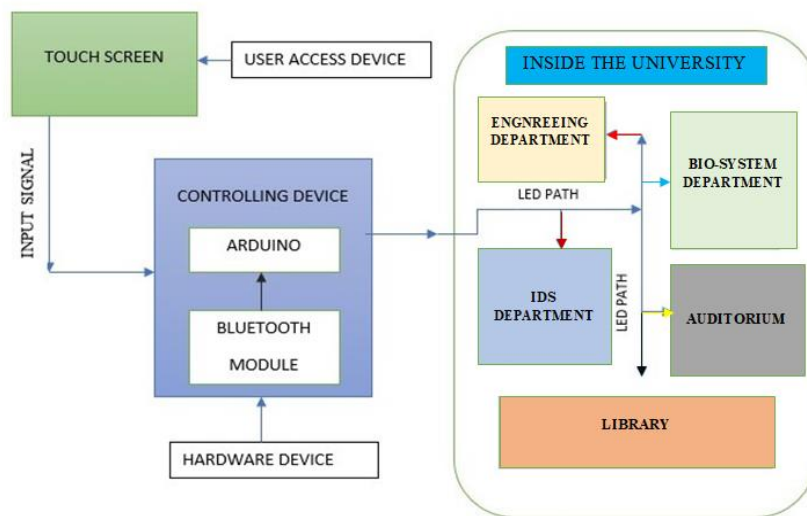 TOUCH SCREEN
USER ACCESS DEVICE
INPUT SIGNAL
CONTROLLING DEVICE
ARDUINO
BLUETOOTH
MODULE
HARDWARE DEVICE
INSIDE THE UNIVERSITY
ENGNREEING
DEPARTMENT
BIO-SYSTEM
DEPARTMENT
LED PATH
IDS
DEPARTMENT
LED PATH
AUDITORIUM
LIBRARY